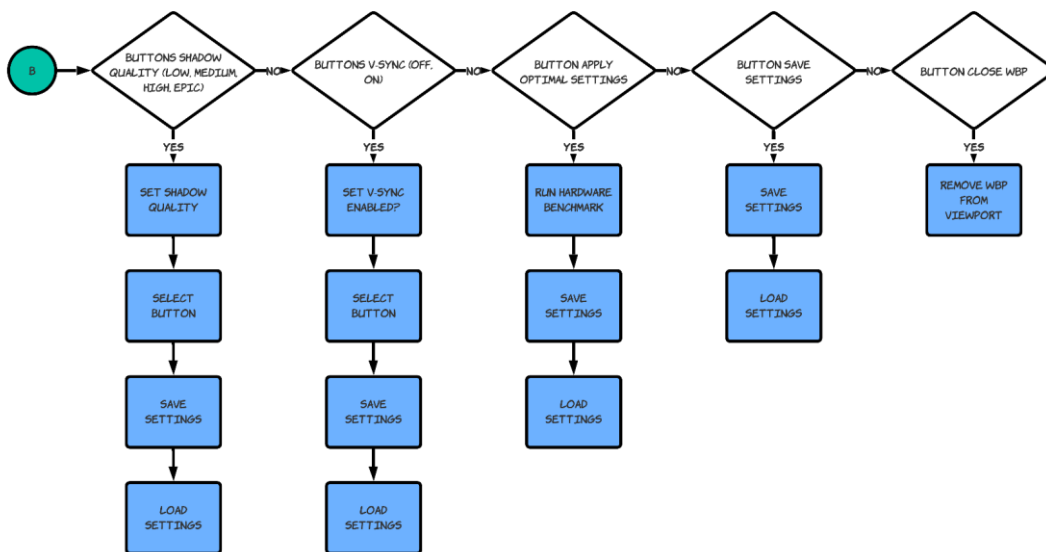 B
BUTTONS SHADOW
QUALITY (LOW, MEDIUM,
HIGH, EPIC)
NO
BUTTONS V-SYNC (OFF,
ON)
NO
BUTTON APPLY
OPTIMAL SETTINGS
NO
BUTTON SAVE
SETTINGS
NO
BUTTON CLOSE WBP
YES
YES
YES
YES
YES
SET SHADOW
QUALITY
SET V-SYNC
ENABLED?
RUN HARDWARE
BENCHMARK
SAVE
SETTINGS
REMOVE WBP
FROM
VIEWPORT
SELECT
BUTTON
SELECT
BUTTON
SAVE
SETTINGS
LOAD
SETTINGS
SAVE
SETTINGS
SAVE
SETTINGS
LOAD
SETTINGS
LOAD
SETTINGS
LOAD
SETTINGS